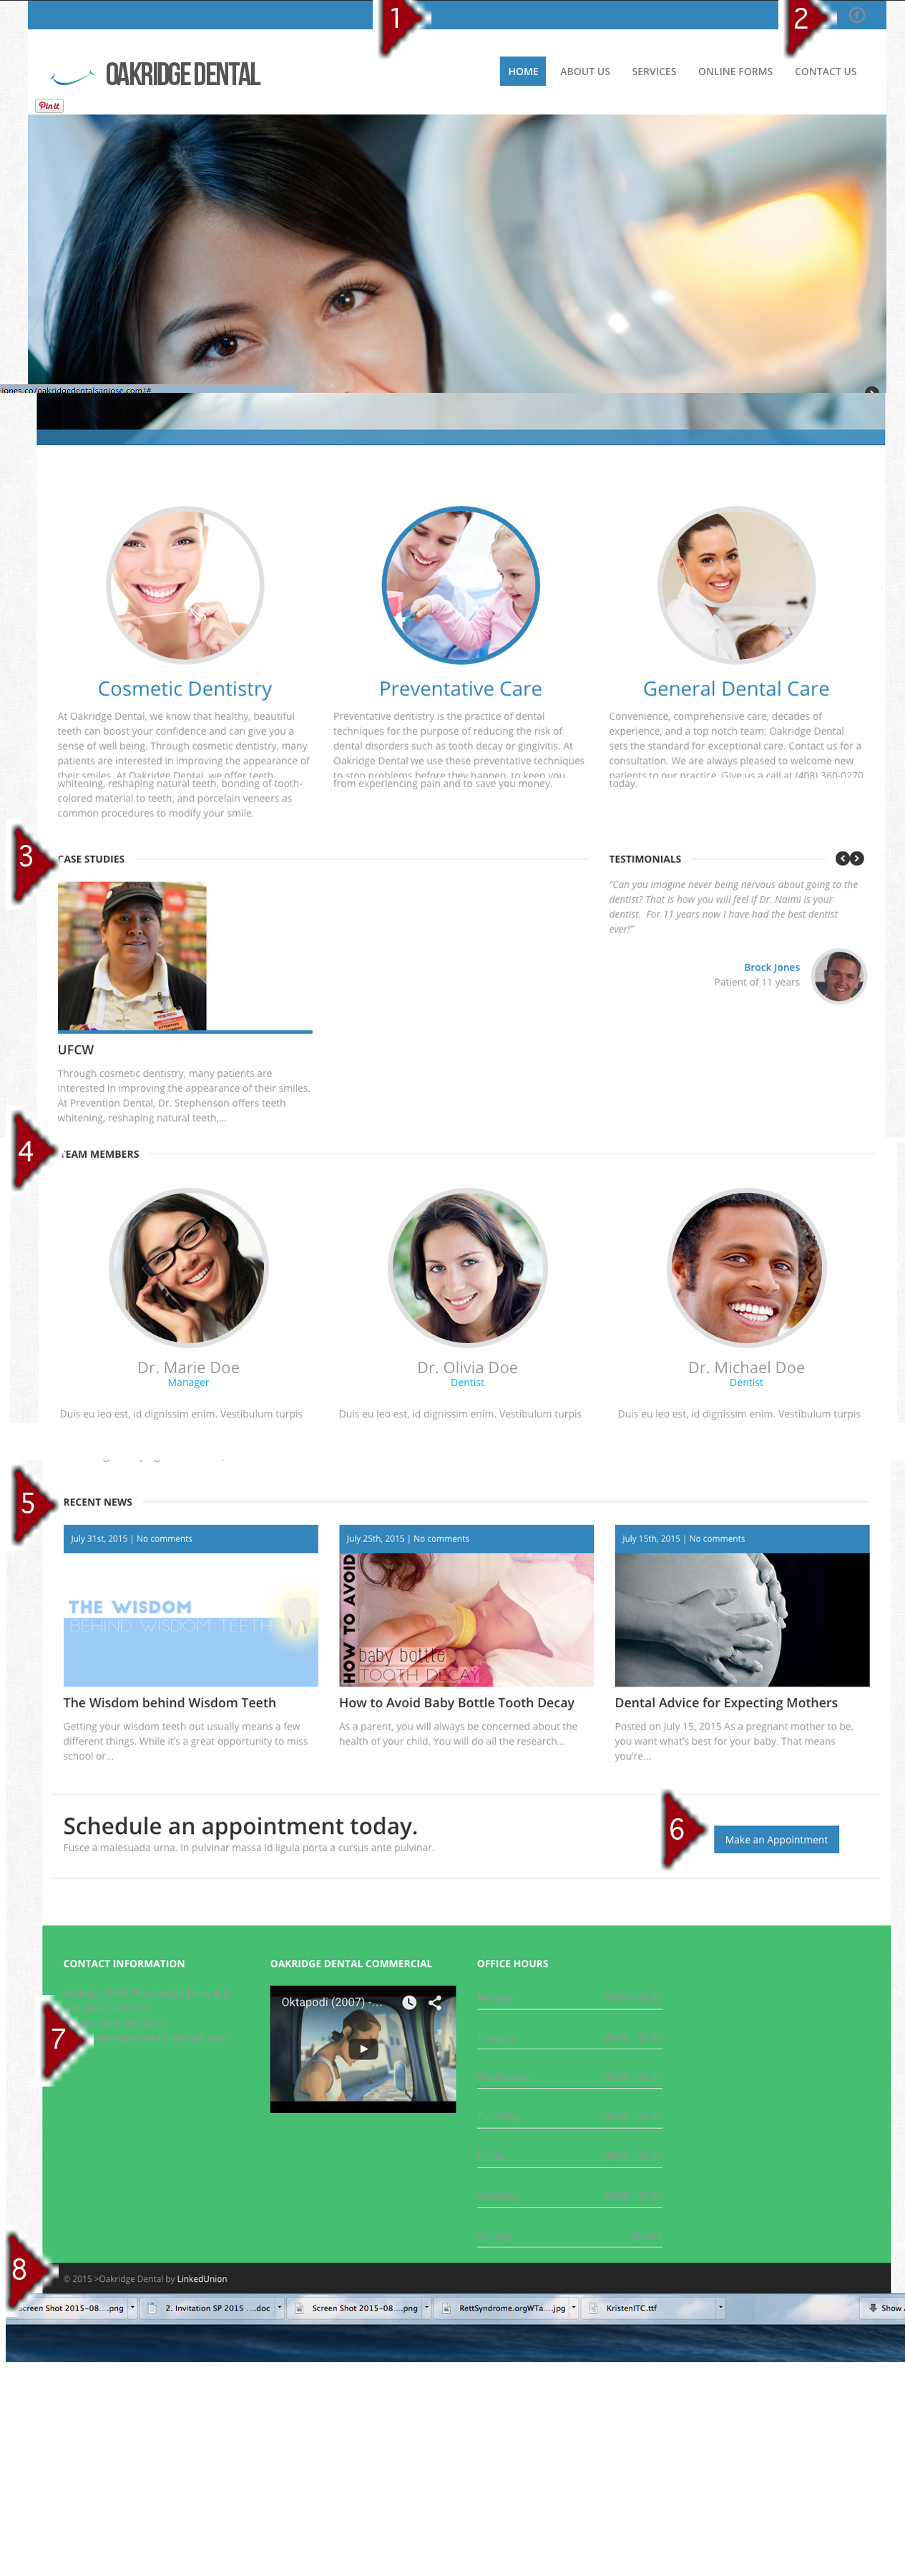 1
2
OAKRIDGE DENTAL
HOME ABOUT US SERVICES ONLINE FORMS CONTACT US
Pin it
jones.co/oakridgedentalsanjose.com/#
Cosmetic Dentistry
At Oakridge Dental, we know that healthy, beautiful
teeth can boost your confidence and can give you a
sense of well being. Through cosmetic dentistry, many
patients are interested in improving the appearance of
their smiles. At Oakridge Dental, we offer teeth
whitening, reshaping natural teeth, bonding of tooth-
colored material to teeth, and porcelain veneers as
common procedures to modify your smile.
Preventative Care
Preventative dentistry is the practice of dental
techniques for the purpose of reducing the risk of
dental disorders such as tooth decay or gingivitis. At
Oakridge Dental we use these preventative techniques
to stop problems before they happen, to keep you
from experiencing pain and to save you money.
General Dental Care
Convenience, comprehensive care, decades of
experience, and a top notch team: Oakridge Dental
sets the standard for exceptional care. Contact us for a
consultation. We are always pleased to welcome new
patients to our practice. Give us a call at (408) 360-0270
today.
3
CASE STUDIES
UFCW
Through cosmetic dentistry, many patients are
interested in improving the appearance of their smiles.
At Prevention Dental, Dr. Stephenson offers teeth
whitening, reshaping natural teeth,...
TESTIMONIALS
"Can you imagine never being nervous about going to the
dentist? That is how you will feel if Dr. Naimi is your
dentist. For 11 years now I have had the best dentist
ever!"
Brock Jones
Patient of 11 years
4
TEAM MEMBERS
Dr. Marie Doe
Manager
Duis eu leo est, id dignissim enim. Vestibulum turpis
Dr. Olivia Doe
Dentist
Duis eu leo est, id dignissim enim. Vestibulum turpis
Dr. Michael Doe
Dentist
Duis eu leo est, id dignissim enim. Vestibulum turpis
5
RECENT NEWS
July 31st, 2015 | No comments
THE WISDOM
BEHIND WISDOM TEETH
The Wisdom behind Wisdom Teeth
Getting your wisdom teeth out usually means a few
different things. While it's a great opportunity to miss
school or...
July 25th, 2015 | No comments
HOW TO AVOID
baby bottle
TOOTH DECAY
How to Avoid Baby Bottle Tooth Decay
As a parent, you will always be concerned about the
health of your child. You will do all the research...
July 15th, 2015 | No comments
Dental Advice for Expecting Mothers
Posted on July 15, 2015 As a pregnant mother to be,
you want what's best for your baby. That means
you're...
Schedule an appointment today.
Fusce a malesuada urna. In pulvinar massa id ligula porta a cursus ante pulvinar.
6
Make an Appointment
CONTACT INFORMATION
7
OAKRIDGE DENTAL COMMERCIAL
Oktapodi (2007) -...
OFFICE HOURS
Monday
Tuesday
Wednesday
Thursday
Friday
Saturday
Sunday Closed
8
© 2015 >Oakridge Dental by LinkedUnion
Screen Shot 2015-08....png
2. Invitation SP 2015 ....doc
Screen Shot 2015-08....png
RettSyndrome.orgWTa....jpg
KristenITC.ttf
Show